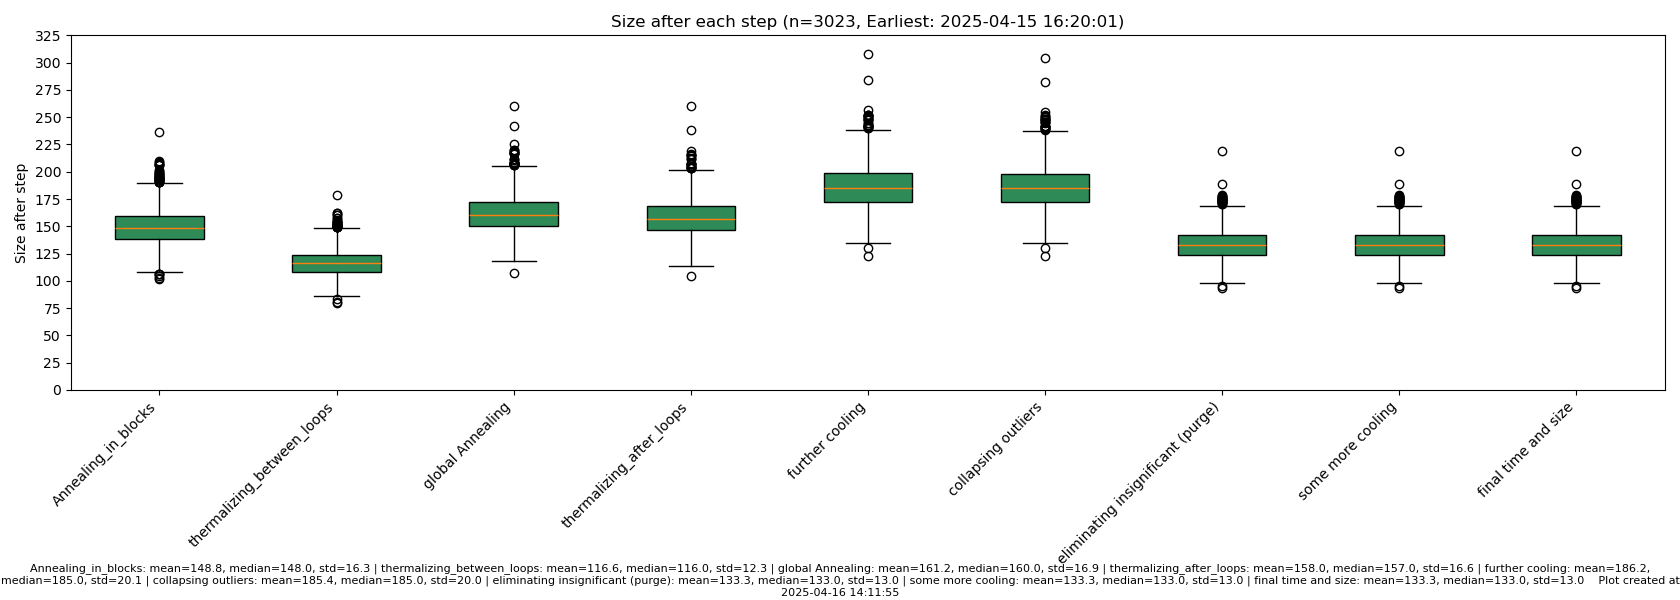 Size after each step (n=3023, Earliest: 2025-04-15 16:20:01)
325
300
275
250
225
200
175
150
125
100
75
50
25
0
Size after step
Annealing_in_blocks
thermalizing_between_loops
global Annealing
thermalizing_after_loops
further cooling
collapsing outliers
eliminating insignificant (purge)
some more cooling
final time and size
Annealing_in_blocks: mean=148.8, median=148.0, std=16.3 | thermalizing_between_loops: mean=116.6, median=116.0, std=12.3 | global Annealing: mean=161.2, median=160.0, std=16.9 | thermalizing_after_loops: mean=158.0, median=157.0, std=16.6 | further cooling: mean=186.2,
median=185.0, std=20.1 | collapsing outliers: mean=185.4, median=185.0, std=20.0 | eliminating insignificant (purge): mean=133.3, median=133.0, std=13.0 | some more cooling: mean=133.3, median=133.0, std=13.0 | final time and size: mean=133.3, median=133.0, std=13.0    Plot created at
2025-04-16 14:11:55